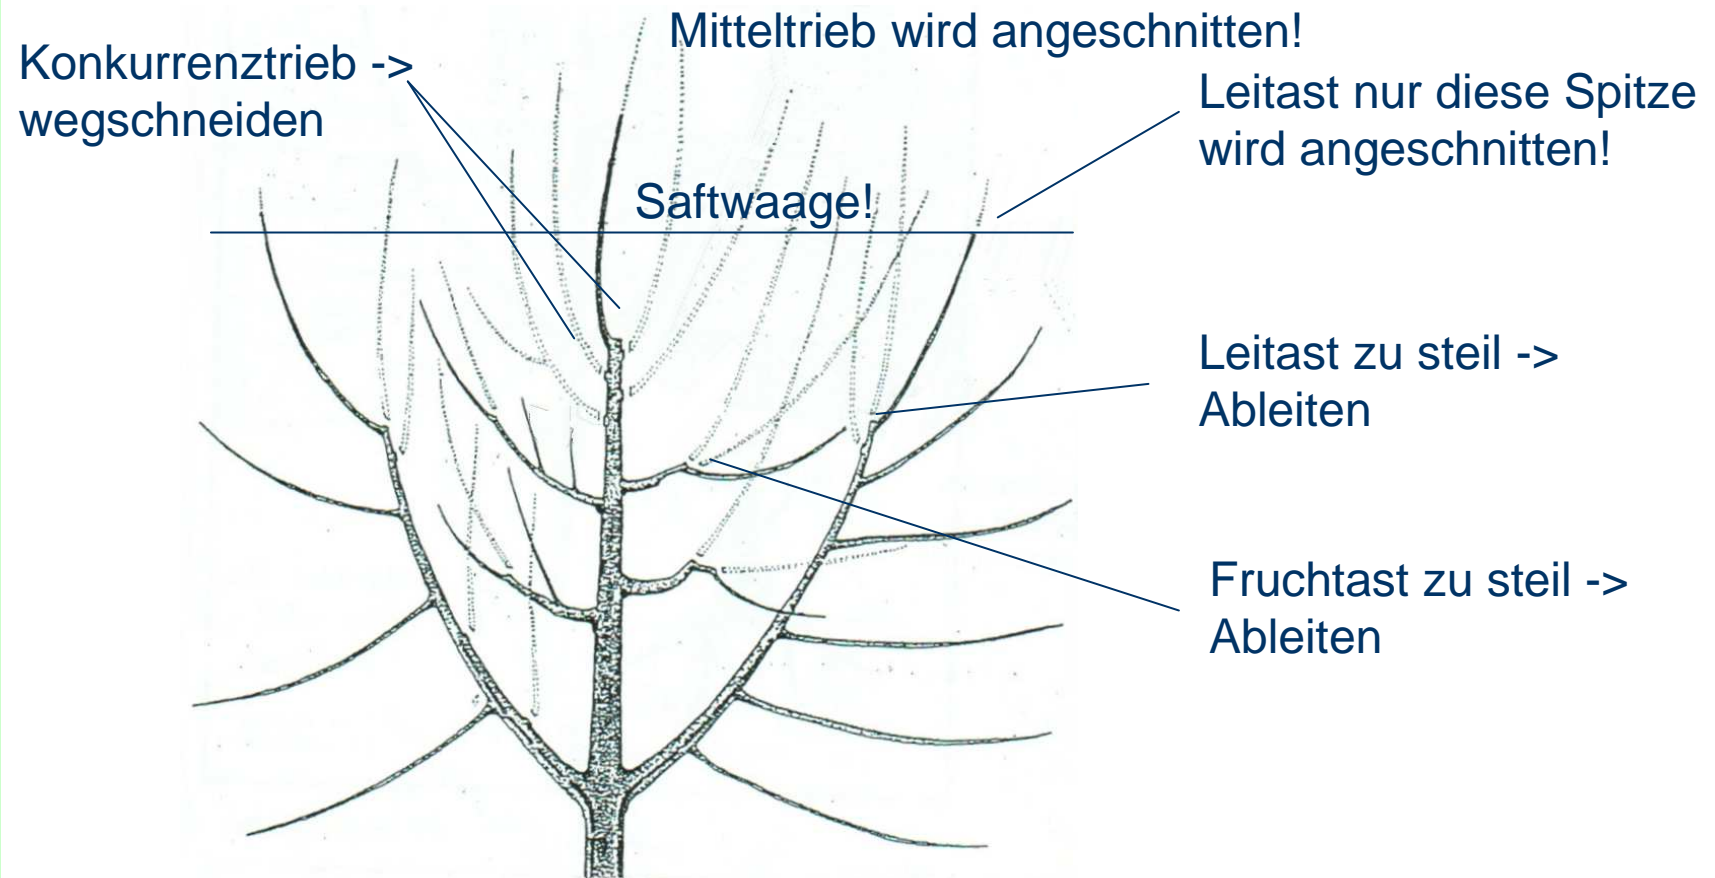 Mitteltrieb wird angeschnitten!
Konkurrenztrieb ->
wegschneiden
Leitast nur diese Spitze
wird angeschnitten!
Saftwaage!
Leitast zu steil ->
Ableiten
Fruchtast zu steil ->
Ableiten